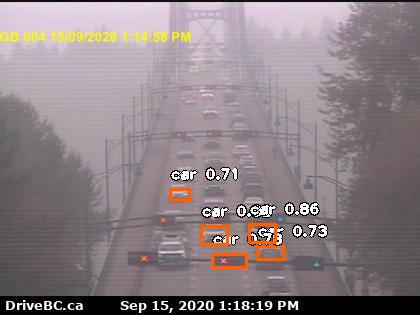 GB 004 15/09/2020 1:14:58 PM
car 0.71
car 0.86
car 0.73
DriveBC.ca Sep 15, 2020 1:18:19 PM